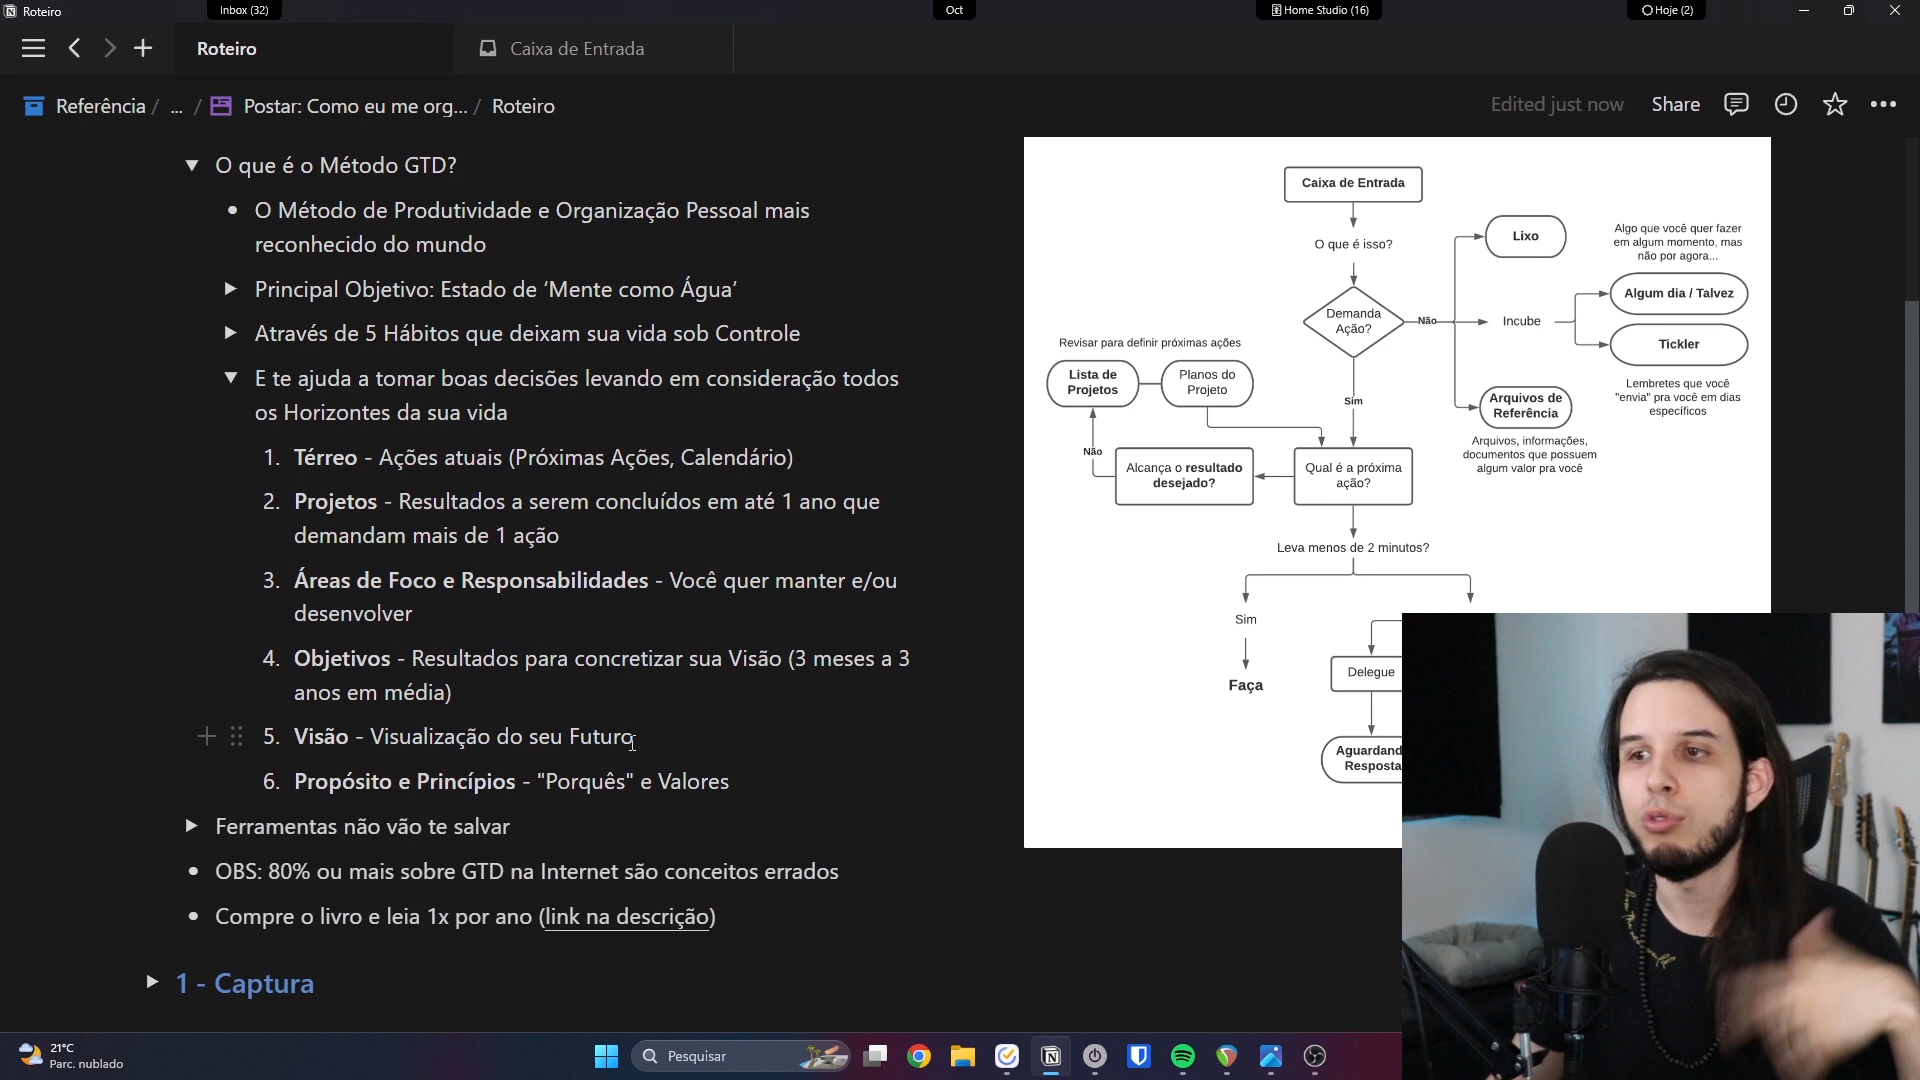 Roteiro
Inbox (32)
Oct
Home Studio (16)
Hoje (2)
Roteiro
Caixa de Entrada
Referência / ... / Postar: Como eu me org... / Roteiro
Edited just now
Share
O que é o Método GTD?
O Método de Produtividade e Organização Pessoal mais
reconhecido do mundo
Principal Objetivo: Estado de ‘Mente como Água’
Através de 5 Hábitos que deixam sua vida sob Controle
E te ajuda a tomar boas decisões levando em consideração todos
os Horizontes da sua vida
1. Térreo - Ações atuais (Próximas Ações, Calendário)
2. Projetos - Resultados a serem concluídos em até 1 ano que
demandam mais de 1 ação
3. Áreas de Foco e Responsabilidades - Você quer manter e/ou
desenvolver
4. Objetivos - Resultados para concretizar sua Visão (3 meses a 3
anos em média)
5. Visão - Visualização do seu Futuro
6. Propósito e Princípios - "Porquês" e Valores
Ferramentas não vão te salvar
OBS: 80% ou mais sobre GTD na Internet são conceitos errados
Compre o livro e leia 1x por ano (link na descrição)
1 - Captura
Caixa de Entrada
O que é isso?
Demanda
Ação?
Não
Lixo
Incube
Algo que você quer fazer
em algum momento, mas
não por agora...
Algum dia / Talvez
Tickler
Lembretes que você
"envia" pra você em dias
específicos
Arquivos de
Referência
Arquivos, informações,
documentos que possuem
algum valor pra você
Sim
Revisar para definir próximas ações
Lista de
Projetos
Planos do
Projeto
Não
Alcança o resultado
desejado?
Qual é a próxima
ação?
Leva menos de 2 minutos?
Sim
Faça
Delegue
Aguardand
Resposta
21°C
Parc. nublado
Pesquisar